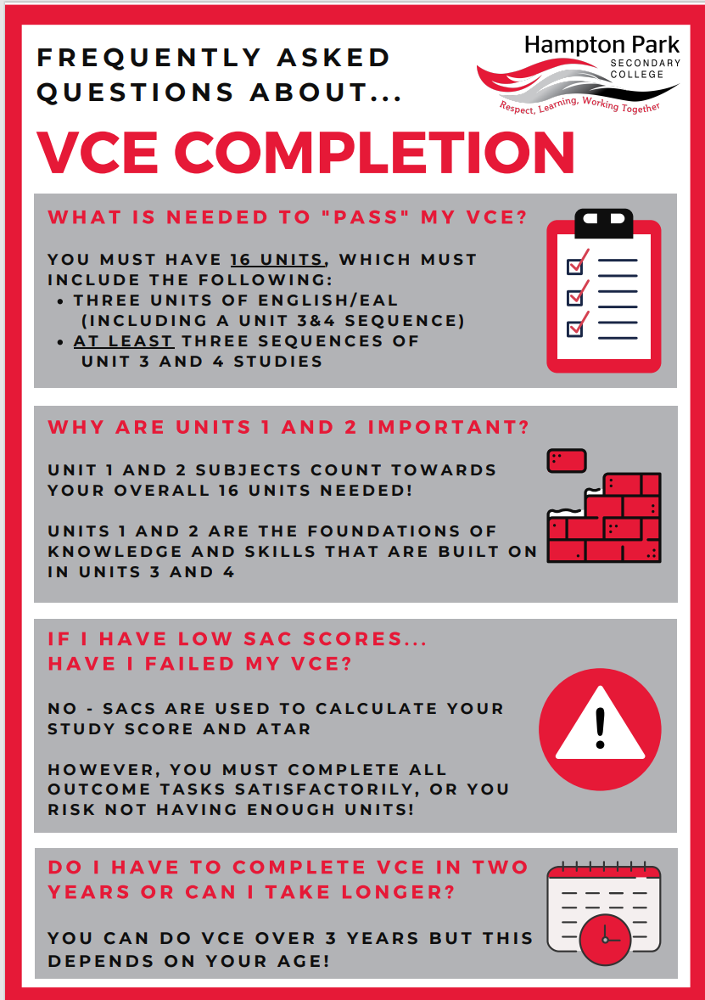 FREQUENTLY ASKED
QUESTIONS ABOUT...
Hampton Park
SECONDARY
COLLEGE
Respect, Learning, Working Together
VCE COMPLETION
WHAT IS NEEDED TO "PASS" MY VCE?
YOU MUST HAVE 16 UNITS, WHICH MUST
INCLUDE THE FOLLOWING:
• THREE UNITS OF ENGLISH/EAL
(INCLUDING A UNIT 3&4 SEQUENCE)
• AT LEAST THREE SEQUENCES OF
UNIT 3 AND 4 STUDIES
WHY ARE UNITS 1 AND 2 IMPORTANT?
UNIT 1 AND 2 SUBJECTS COUNT TOWARDS
YOUR OVERALL 16 UNITS NEEDED!
UNITS 1 AND 2 ARE THE FOUNDATIONS OF
KNOWLEDGE AND SKILLS THAT ARE BUILT ON
IN UNITS 3 AND 4
IF I HAVE LOW SAC SCORES...
HAVE I FAILED MY VCE?
NO - SACS ARE USED TO CALCULATE YOUR
STUDY SCORE AND ATAR
HOWEVER, YOU MUST COMPLETE ALL
OUTCOME TASKS SATISFACTORILY, OR YOU
RISK NOT HAVING ENOUGH UNITS!
DO I HAVE TO COMPLETE VCE IN TWO
YEARS OR CAN I TAKE LONGER?
YOU CAN DO VCE OVER 3 YEARS BUT THIS
DEPENDS ON YOUR AGE!